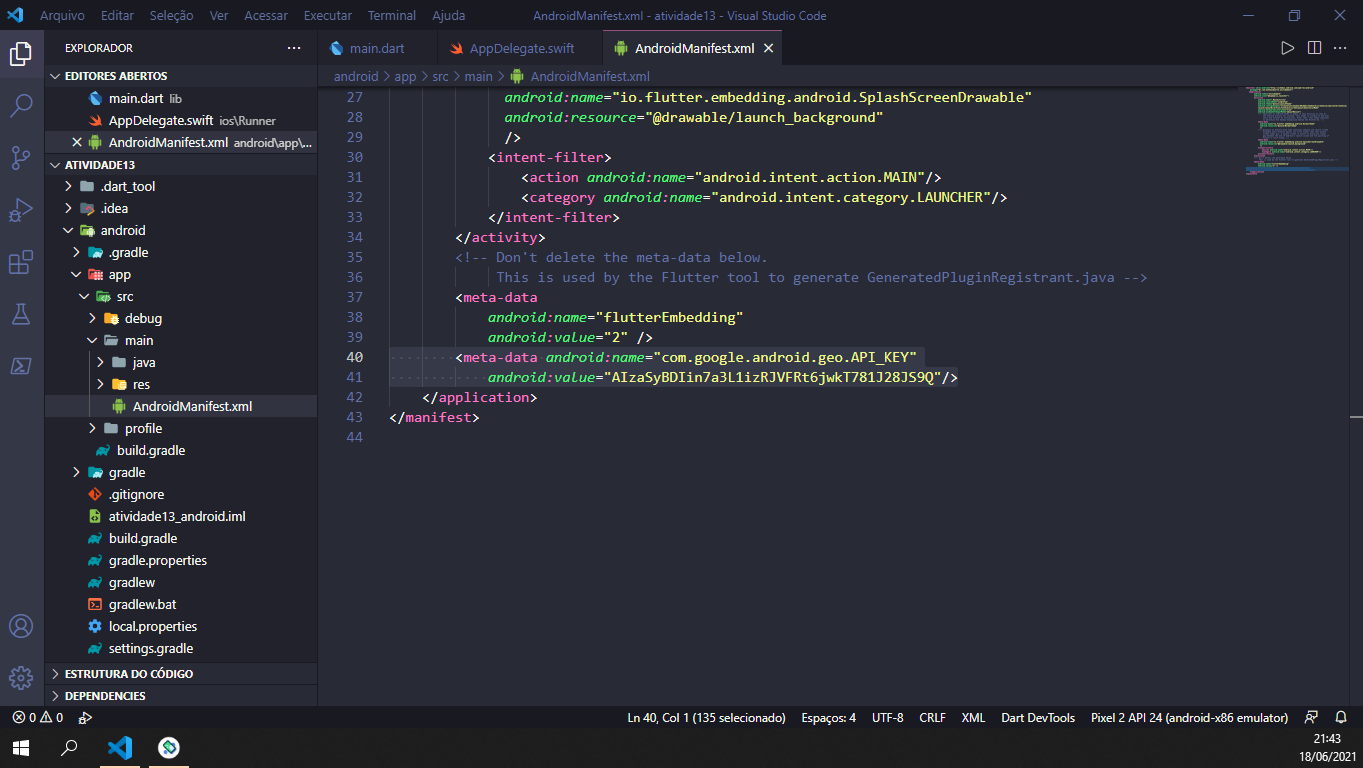 Arquivo Editar Seleção Ver Acessar Executar Terminal Ajuda AndroidManifest.xml - atividade13 - Visual Studio Code
EXPLORADOR
EDITORES ABERTOS
main.dart lib
AppDelegate.swift ios\Runner
AndroidManifest.xml android\app\...
ATIVIDADE13
.dart_tool
.idea
android
.gradle
app
src
debug
main
java
res
AndroidManifest.xml
profile
build.gradle
gradle
.gitignore
atividade13_android.iml
build.gradle
gradle.properties
gradlew
gradlew.bat
local.properties
settings.gradle
ESTRUTURA DO CÓDIGO
DEPENDENCIES
main.dart AppDelegate.swift AndroidManifest.xml
android > app > src > main > AndroidManifest.xml
27 android:name="io.flutter.embedding.android.SplashScreenDrawable"
28 android:resource="@drawable/launch_background"
29 />
30 <intent-filter>
31 <action android:name="android.intent.action.MAIN"/>
32 <category android:name="android.intent.category.LAUNCHER"/>
33 </intent-filter>
34 </activity>
35 <!-- Don't delete the meta-data below.
36 This is used by the Flutter tool to generate GeneratedPluginRegistrant.java -->
37 <meta-data
38 android:name="flutterEmbedding"
39 android:value="2" />
40 <meta-data android:name="com.google.android.geo.API_KEY"
41 android:value="AIzaSyBDIin7a3L1izRJVFRt6jwkT781J28JS9Q"/>
42 </application>
43 </manifest>
44
0 0 Ln 40, Col 1 (135 selecionado) Espaços: 4 UTF-8 CRLF XML Dart DevTools Pixel 2 API 24 (android-x86 emulator)
21:43
18/06/2021